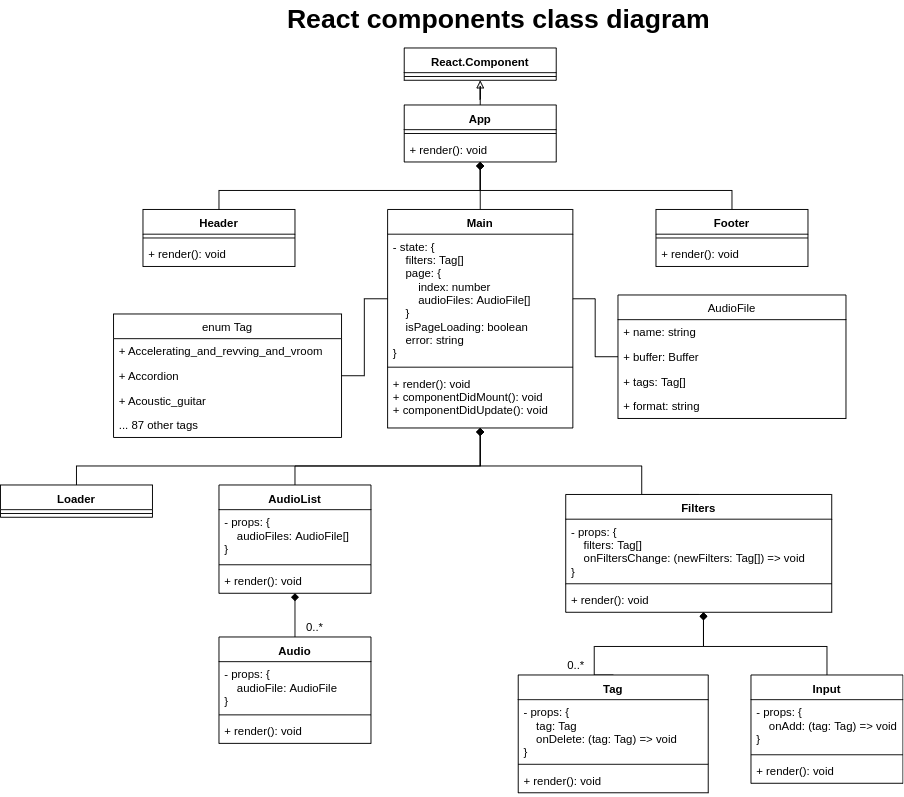 React components class diagram
React.Component
App
+ render(): void
Header
+ render(): void
Main
- state: {
filters: Tag[]
page: {
index: number
audioFiles: AudioFile[]
}
isPageLoading: boolean
error: string
}
+ render(): void
+ componentDidMount(): void
+ componentDidUpdate(): void
Footer
+ render(): void
enum Tag
+ Accelerating_and_revving_and_vroom
+ Accordion
+ Acoustic_guitar
... 87 other tags
AudioFile
+ name: string
+ buffer: Buffer
+ tags: Tag[]
+ format: string
Loader
AudioList
- props: {
audioFiles: AudioFile[]
}
+ render(): void
Filters
- props: {
filters: Tag[]
onFiltersChange: (newFilters: Tag[]) => void
}
+ render(): void
0..*
Audio
- props: {
audioFile: AudioFile
}
+ render(): void
0..*
Tag
- props: {
tag: Tag
onDelete: (tag: Tag) => void
}
+ render(): void
Input
- props: {
onAdd: (tag: Tag) => void
}
+ render(): void